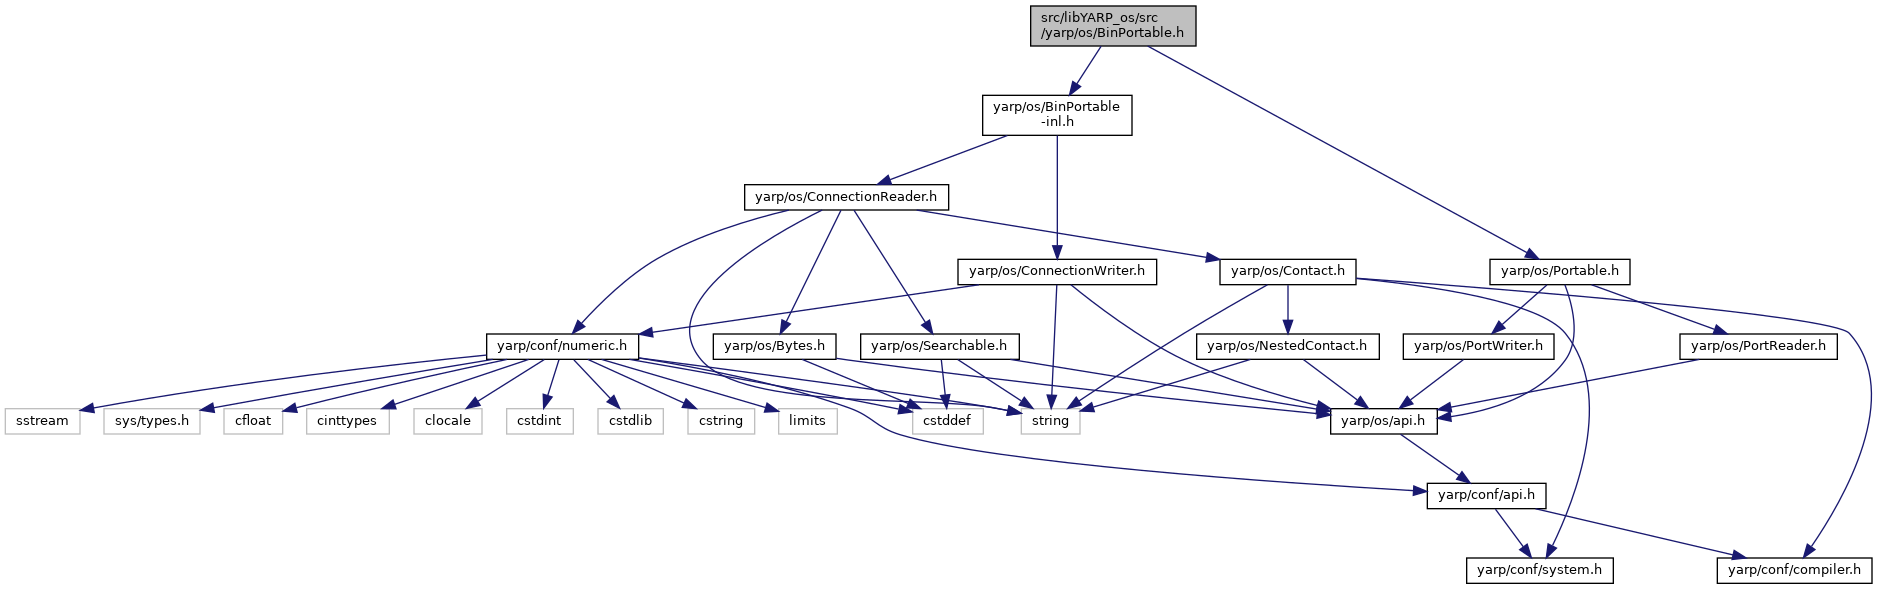 src/libYARP_os/src
/yarp/os/BinPortable.h
yarp/os/BinPortable
-inl.h
yarp/os/ConnectionReader.h
yarp/os/ConnectionWriter.h
yarp/os/Contact.h
yarp/os/Portable.h
yarp/conf/numeric.h
yarp/os/Bytes.h
yarp/os/Searchable.h
yarp/os/NestedContact.h
yarp/os/PortWriter.h
yarp/os/PortReader.h
sstream
sys/types.h
cfloat
cinttypes
clocale
cstdint
cstdlib
cstring
limits
cstddef
string
yarp/os/api.h
yarp/conf/api.h
yarp/conf/system.h
yarp/conf/compiler.h